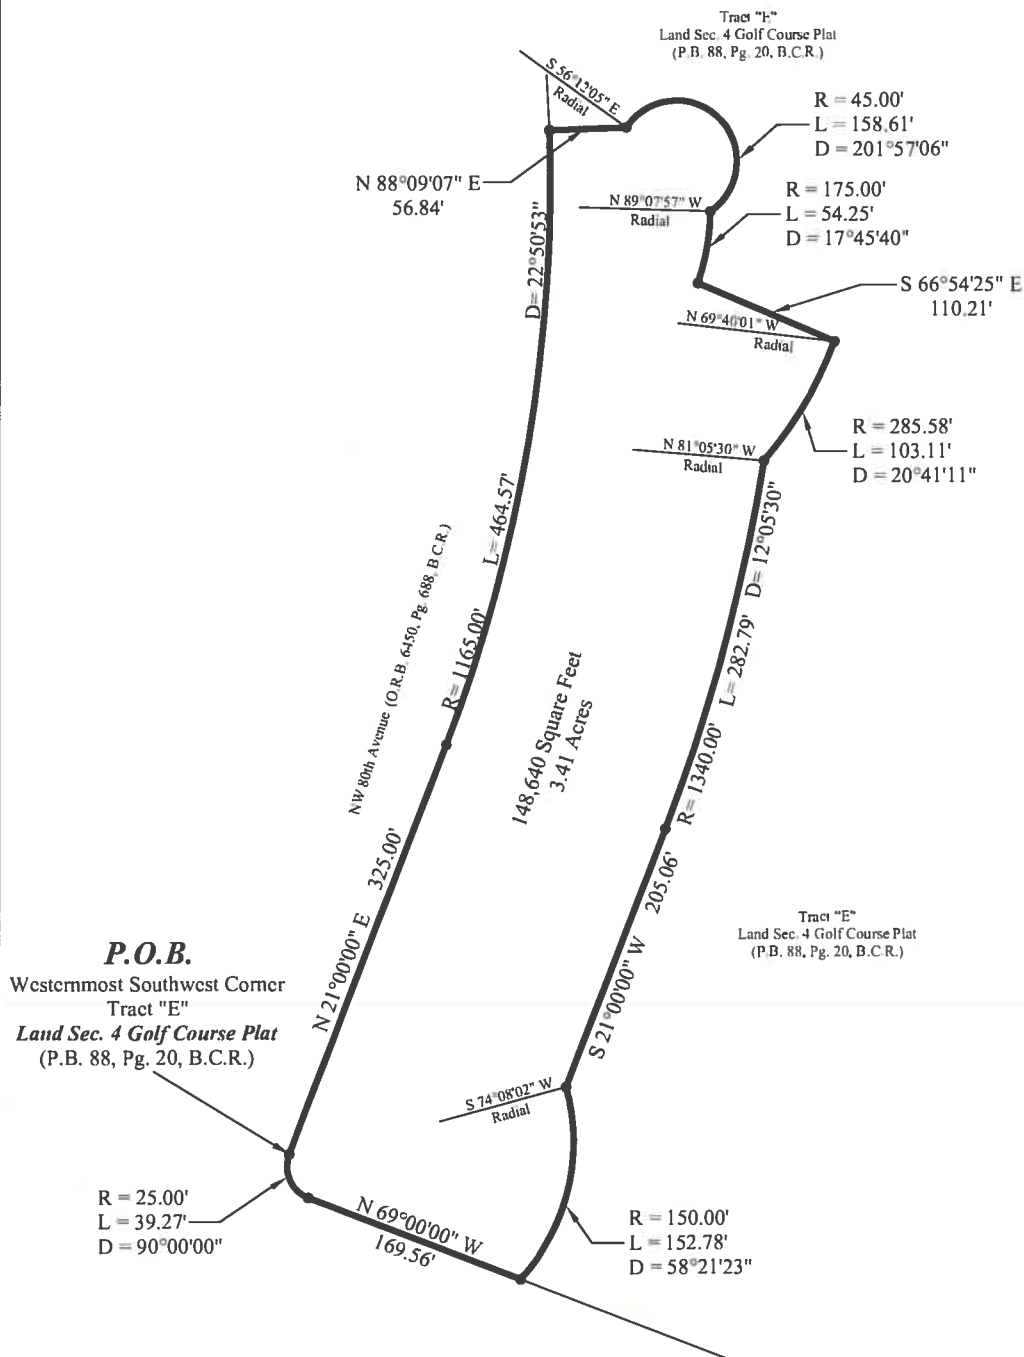 Tract "E"
Land Sec. 4 Golf Course Plat
(P.B. 88, Pg. 20, B.C.R.)
S 56°12'05" E
Radial
R = 45.00'
L = 158.61'
D = 201°57'06"
N 88°09'07" E
56.84'
R = 175.00'
L = 54.25'
D = 17°45'40"
N 89°07'57" W
Radial
S 66°54'25" E
110.21'
N 69°40'01" W
Radial
R = 285.58'
L = 103.11'
D = 20°41'11"
N 81°05'30" W
Radial
R= 1165.00' L= 464.57' D= 22°50'53"
NW 80th Avenue (O.R.B. 6450, Pg. 688, B.C.R.)
148,640 Square Feet
3.41 Acres
R= 1340.00' L= 282.79' D= 12°05'30"
N 21°00'00" E 325.00'
S 21°00'00" W 205.06'
Tract "E"
Land Sec. 4 Golf Course Plat
(P.B. 88, Pg. 20, B.C.R.)
P.O.B.
Westernmost Southwest Corner
Tract "E"
Land Sec. 4 Golf Course Plat
(P.B. 88, Pg. 20, B.C.R.)
S 74°08'02" W
Radial
R = 25.00'
L = 39.27'
D = 90°00'00"
N 69°00'00" W
169.56'
R = 150.00'
L = 152.78'
D = 58°21'23"